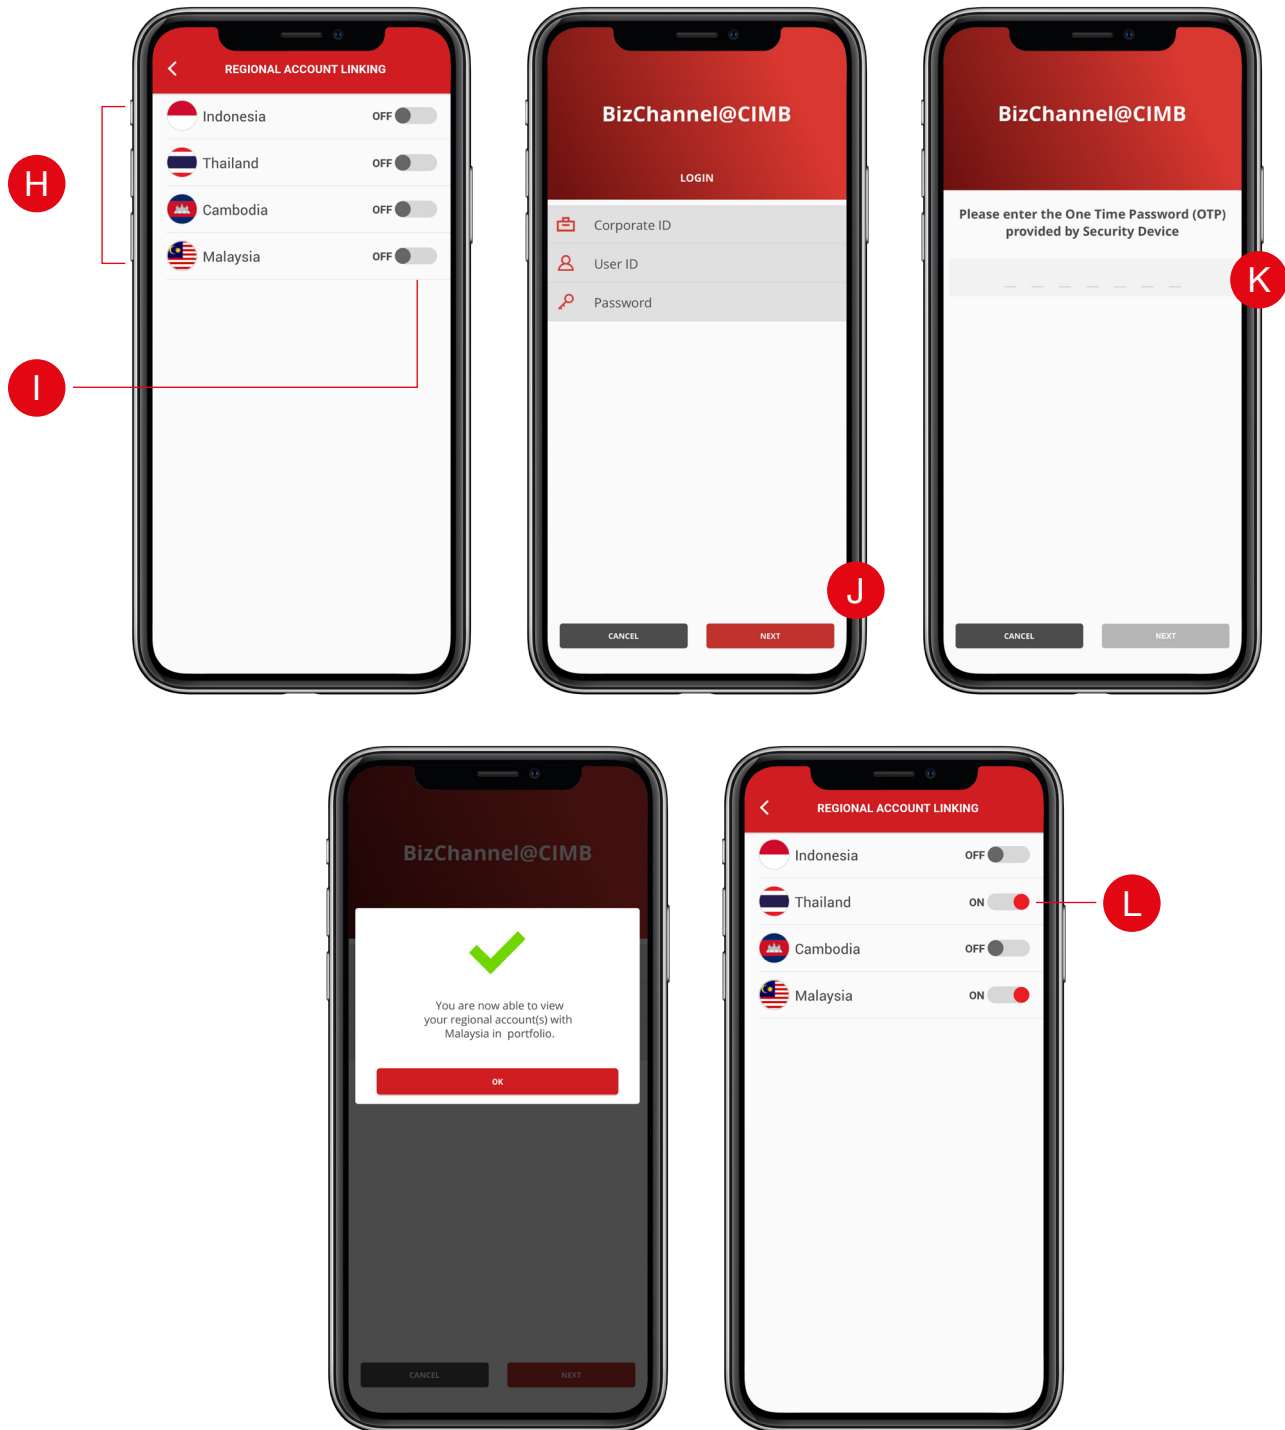 REGIONAL ACCOUNT LINKING
Indonesia OFF
Thailand OFF
Cambodia OFF
Malaysia OFF
H
I
BizChannel@CIMB
LOGIN
Corporate ID
User ID
Password
CANCEL NEXT
J
BizChannel@CIMB
Please enter the One Time Password (OTP)
provided by Security Device
K
CANCEL NEXT
BizChannel@CIMB
You are now able to view
your regional account(s) with
Malaysia in portfolio.
OK
CANCEL NEXT
REGIONAL ACCOUNT LINKING
Indonesia OFF
Thailand ON
Cambodia OFF
Malaysia ON
L